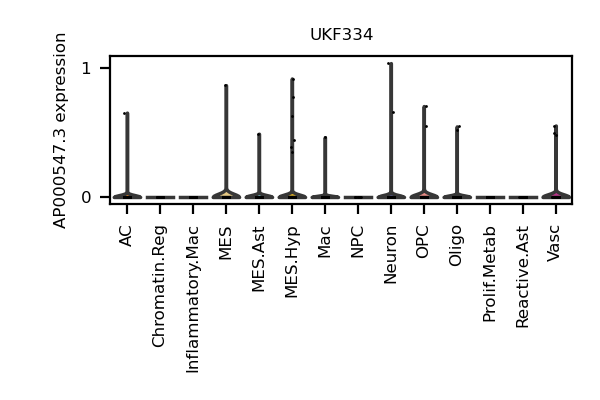 UKF334
AP000547.3 expression
1
0
AC
Chromatin.Reg
Inflammatory.Mac
MES
MES.Ast
MES.Hyp
Mac
NPC
Neuron
OPC
Oligo
Prolif.Metab
Reactive.Ast
Vasc